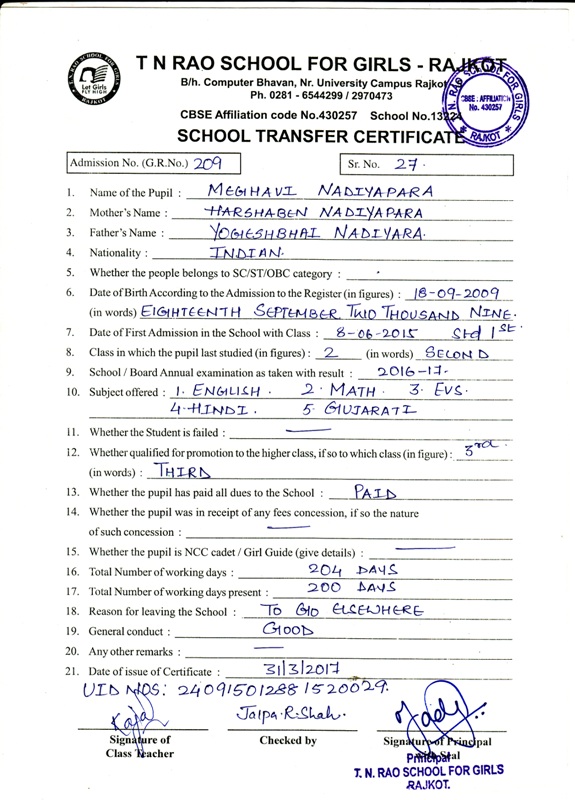 T N RAO SCHOOL FOR GIRLS
Let Girls
FLY HIGH
RAJKOT
T N RAO SCHOOL FOR GIRLS - RAJKOT
B/h. Computer Bhavan, Nr. University Campus Rajkot
Ph. 0281 - 6544299 / 2970473
CBSE Affiliation code No.430257 School No.13224
T.N. RAO SCHOOL FOR GIRLS
CBSE : AFFILIATION
No. 430257
RAJKOT
SCHOOL TRANSFER CERTIFICATE
Admission No. (G.R.No.) 209 Sr. No. 27.
1. Name of the Pupil : MEGHAVI NADIYAPARA
2. Mother's Name : HARSHABEN NADIYAPARA
3. Father's Name : YOGESHBHAI NADIYARA.
4. Nationality : INDIAN.
5. Whether the people belongs to SC/ST/OBC category :
6. Date of Birth According to the Admission to the Register (in figures) : 18-09-2009
(in words) EIGHTEENTH SEPTEMBER TWO THOUSAND NINE.
7. Date of First Admission in the School with Class : 8-06-2015 Std 1st.
8. Class in which the pupil last studied (in figures) : 2 (in words) SECOND
9. School / Board Annual examination as taken with result : 2016-17.
10. Subject offered : 1. ENGLISH. 2. MATH. 3. EVS.
4. HINDI. 5. GUJARATI
11. Whether the Student is failed : —
12. Whether qualified for promotion to the higher class, if so to which class (in figure) : 3rd.
(in words) : THIRD
13. Whether the pupil has paid all dues to the School : PAID
14. Whether the pupil was in receipt of any fees concession, if so the nature
of such concession : —
15. Whether the pupil is NCC cadet / Girl Guide (give details) : —
16. Total Number of working days : 204 DAYS
17. Total Number of working days present : 200 DAYS
18. Reason for leaving the School : TO GO ELSEWHERE
19. General conduct : GOOD
20. Any other remarks : —
21. Date of issue of Certificate : 31/3/2017
UID NOS: 240915012881520029.
Kajal Jalpa.R.Shah.
Signature of
Class Teacher
Checked by
Signature of Principal
with Seal
Principal
T. N. RAO SCHOOL FOR GIRLS
RAJKOT.